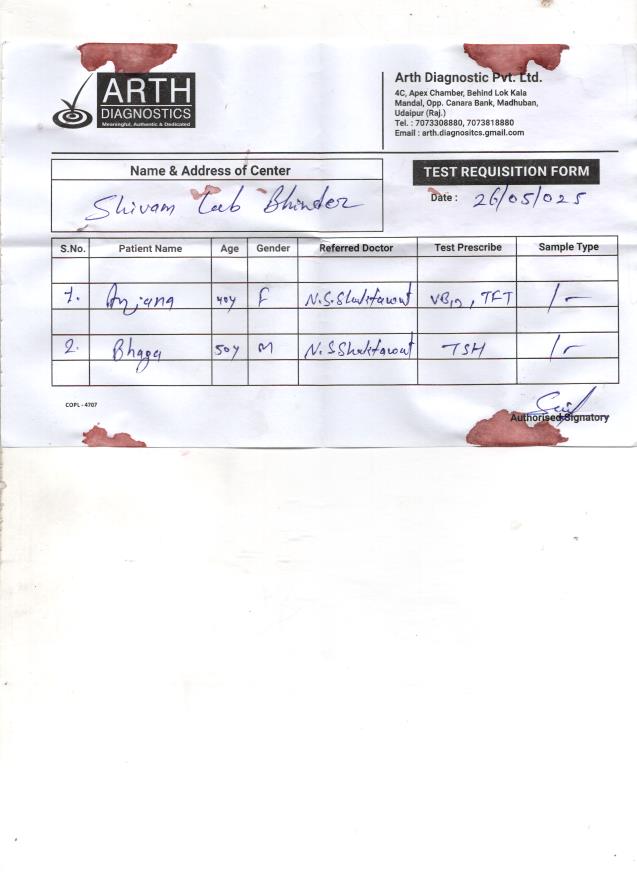 ARTH
DIAGNOSTICS
Meaningful, Authentic & Dedicated
Arth Diagnostic Pvt. Ltd.
4C, Apex Chamber, Behind Lok Kala
Mandal, Opp. Canara Bank, Madhuban,
Udaipur (Raj.)
Tel. : 7073308880, 7073818880
Email : arth.diagnositcs.gmail.com
Name & Address of Center
Shivam Lab Bhinder
TEST REQUISITION FORM
Date : 26/05/025
S.No. Patient Name Age Gender Referred Doctor Test Prescribe Sample Type
1. Anjana 40y F N.S.Shaktawat VB12, TFT
2. Bhaga 50y M N.S Shaktawat TSH
COPL - 4707
Authorised Signatory